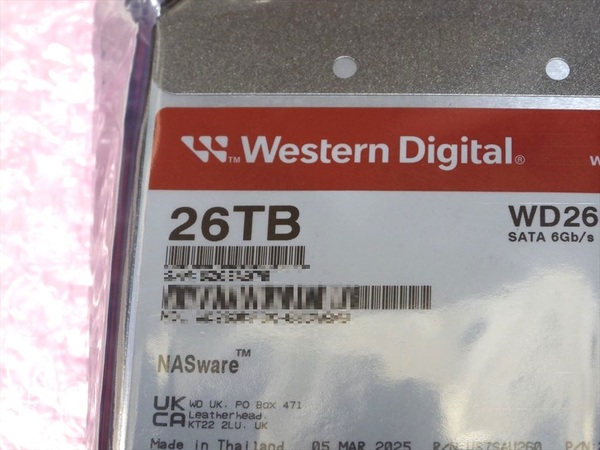 Western Digital®
26TB
WD26
SATA 6Gb/s
NASware™
UK
CA
WD UK, PO Box 471
Leatherhead,
KT22 2LU, UK
Made in Thailand 05 MAR 2025